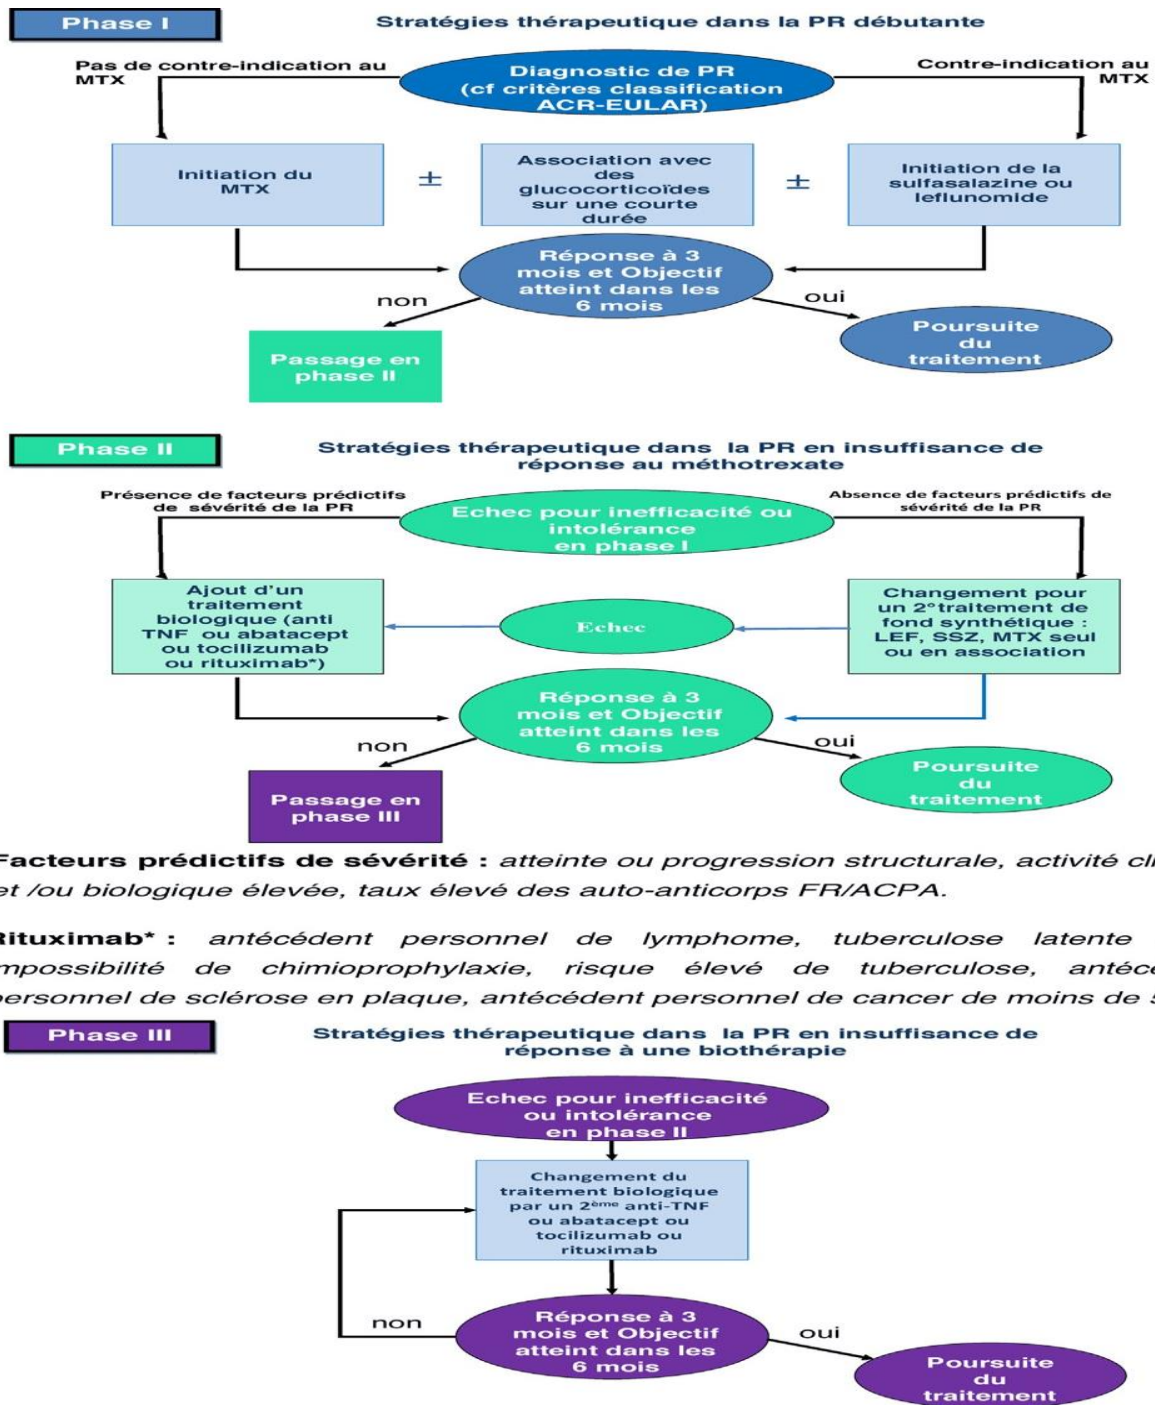 Phase I
Stratégies thérapeutique dans la PR débutante
Pas de contre-indication au
MTX
Diagnostic de PR
(cf critères classification
ACR-EULAR)
Contre-indication au
MTX
Initiation du
MTX
±
Association avec
des
glucocorticoïdes
sur une courte
durée
±
Initiation de la
sulfasalazine ou
leflunomide
Réponse à 3
mois et Objectif
atteint dans les
6 mois
non
oui
Passage en
phase II
Poursuite
du
traitement
Phase II
Stratégies thérapeutique dans la PR en insuffisance de
réponse au méthotrexate
Présence de facteurs prédictifs
de sévérité de la PR
Echec pour inefficacité ou
intolérance
en phase I
Absence de facteurs prédictifs de
sévérité de la PR
Ajout d'un
traitement
biologique (anti
TNF ou abatacept
ou tocilizumab
ou rituximab*)
Echec
Changement pour
un 2°traitement de
fond synthétique :
LEF, SSZ, MTX seul
ou en association
Réponse à 3
mois et Objectif
atteint dans les
6 mois
non
oui
Passage en
phase III
Poursuite
du
traitement
Facteurs prédictifs de sévérité : atteinte ou progression structurale, activité cli
et /ou biologique élevée, taux élevé des auto-anticorps FR/ACPA.
Rituximab* : antécédent personnel de lymphome, tuberculose latente
impossibilité de chimioprophylaxie, risque élevé de tuberculose, antécé
personnel de sclérose en plaque, antécédent personnel de cancer de moins de 5
Phase III
Stratégies thérapeutique dans la PR en insuffisance de
réponse à une biothérapie
Echec pour inefficacité
ou intolérance
en phase II
Changement du
traitement biologique
par un 2ème anti-TNF
ou abatacept ou
tocilizumab ou
rituximab
Réponse à 3
mois et Objectif
atteint dans les
6 mois
non
oui
Poursuite
du
traitement